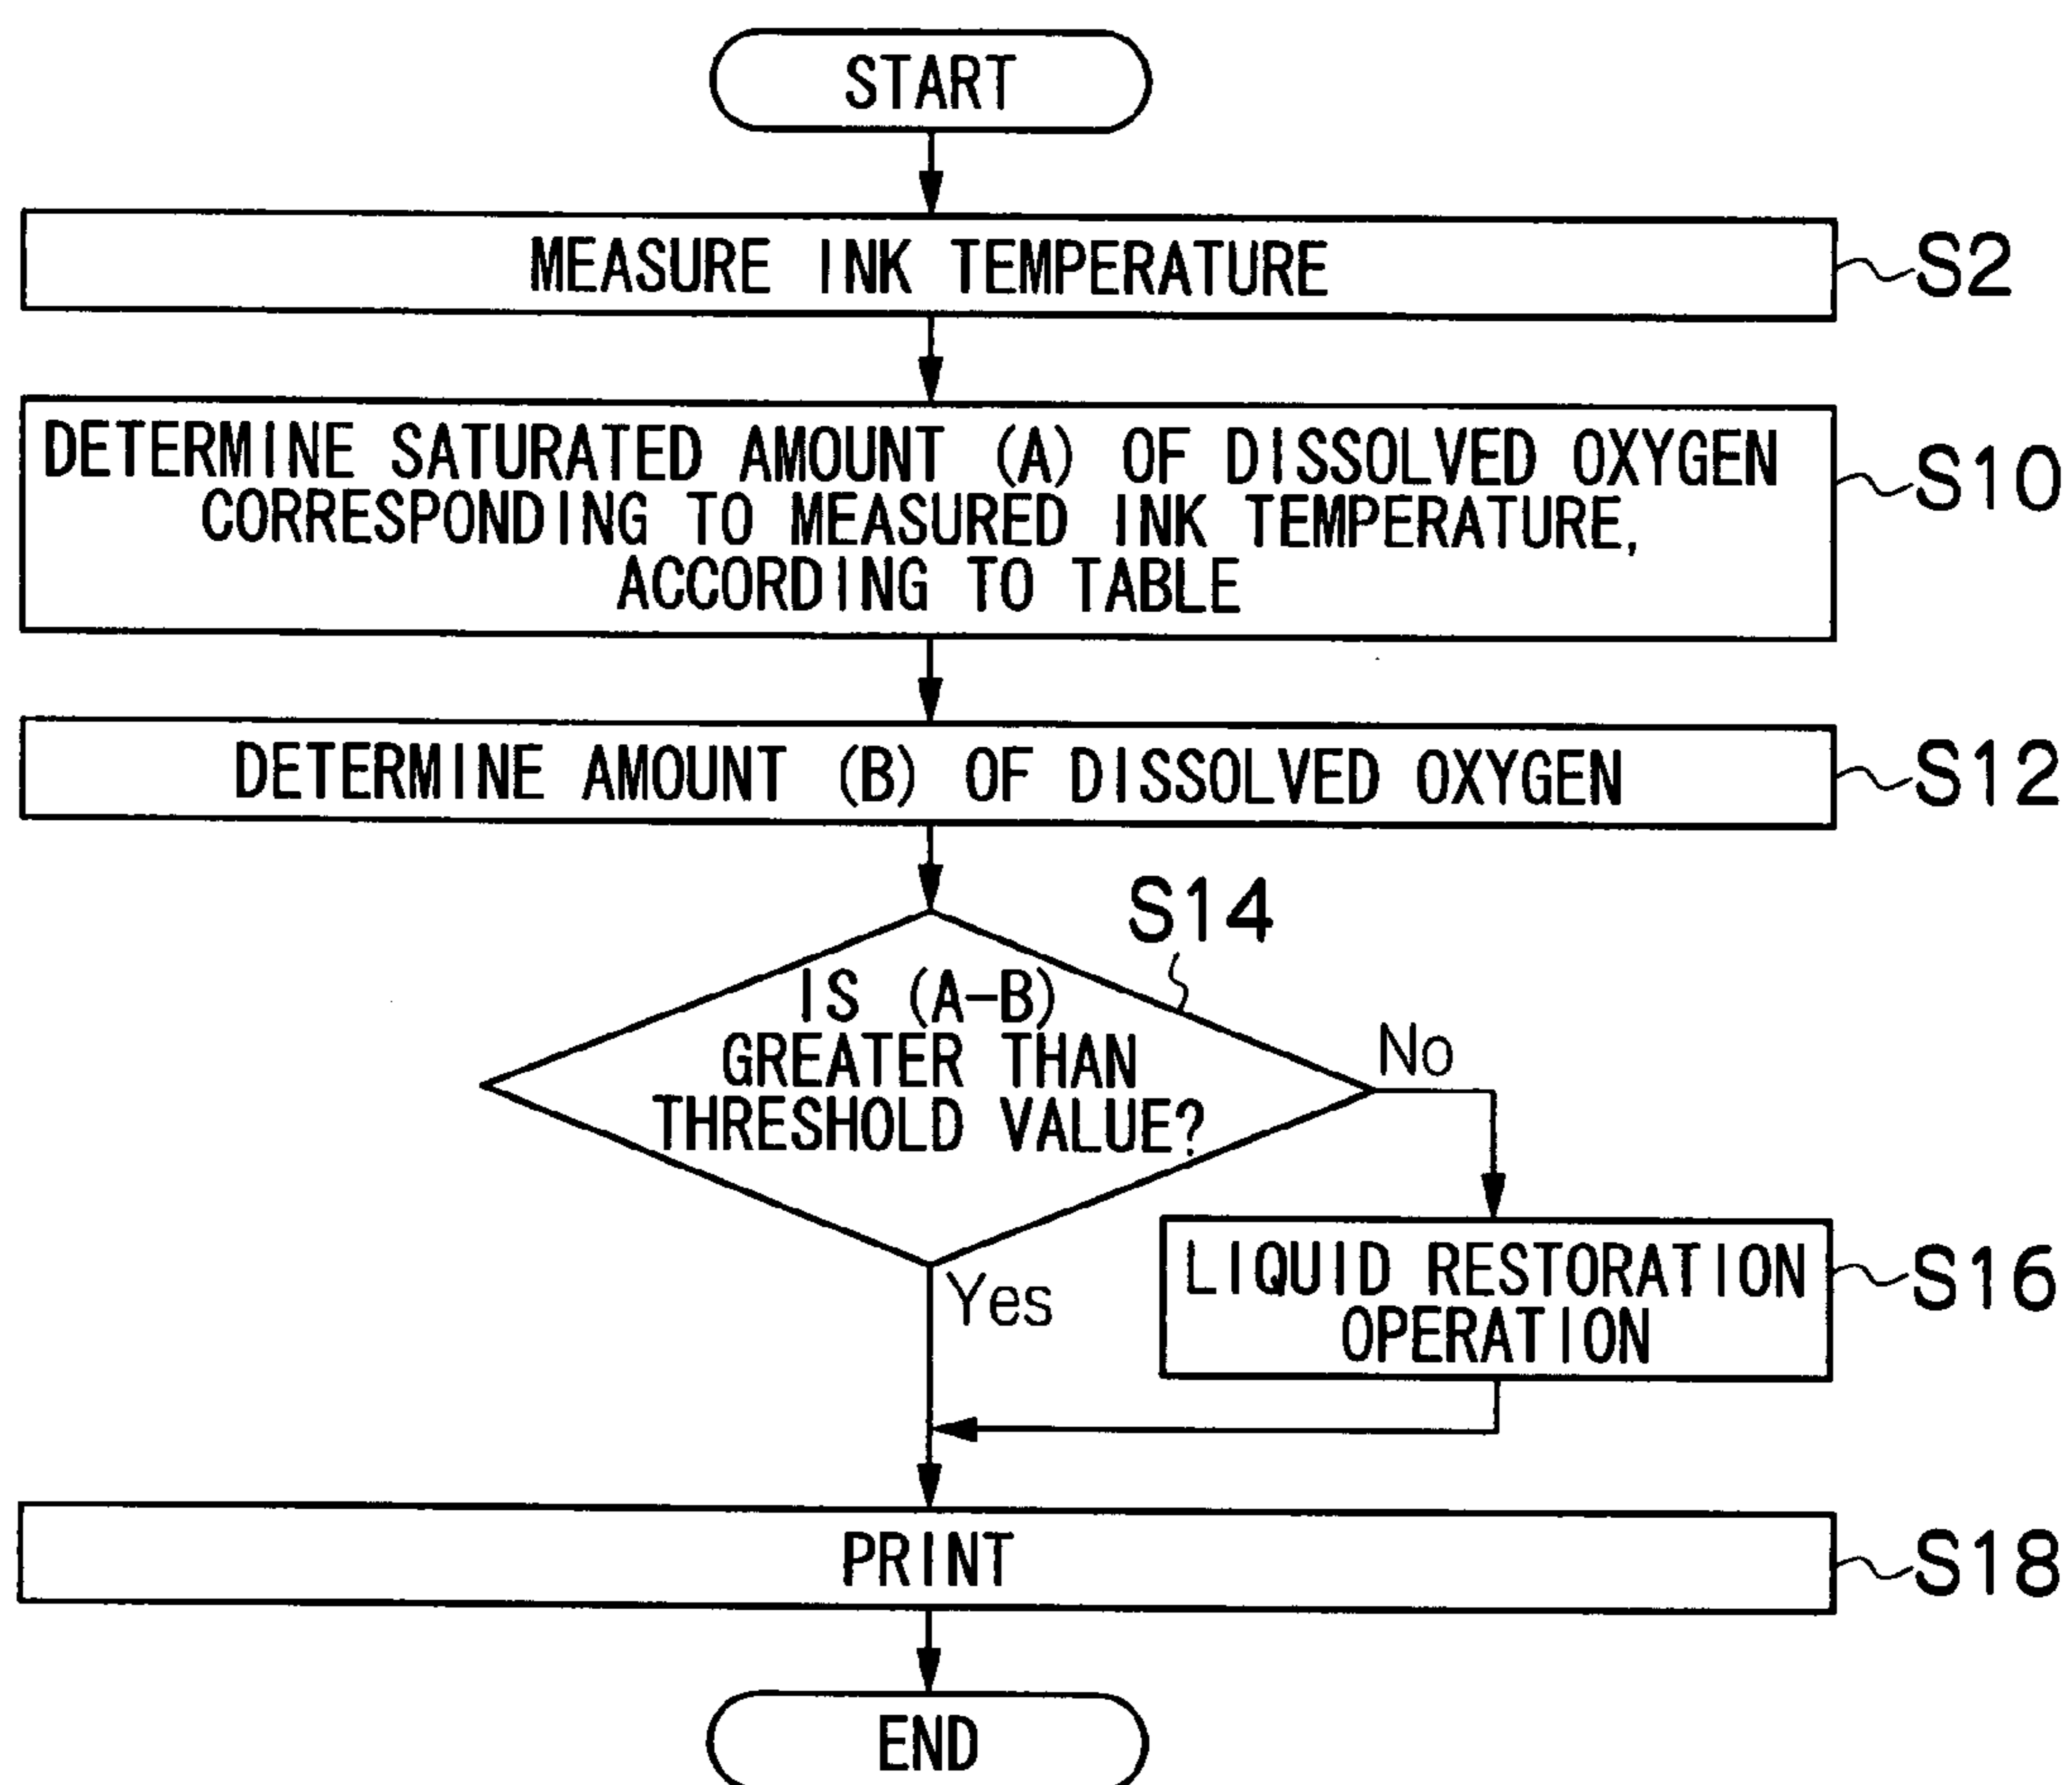 START
MEASURE INK TEMPERATURE
S2
DETERMINE SATURATED AMOUNT (A) OF DISSOLVED OXYGEN
CORRESPONDING TO MEASURED INK TEMPERATURE,
ACCORDING TO TABLE
S10
DETERMINE AMOUNT (B) OF DISSOLVED OXYGEN
S12
S14
IS (A-B)
GREATER THAN
THRESHOLD VALUE?
No
Yes
LIQUID RESTORATION
OPERATION
S16
PRINT
S18
END